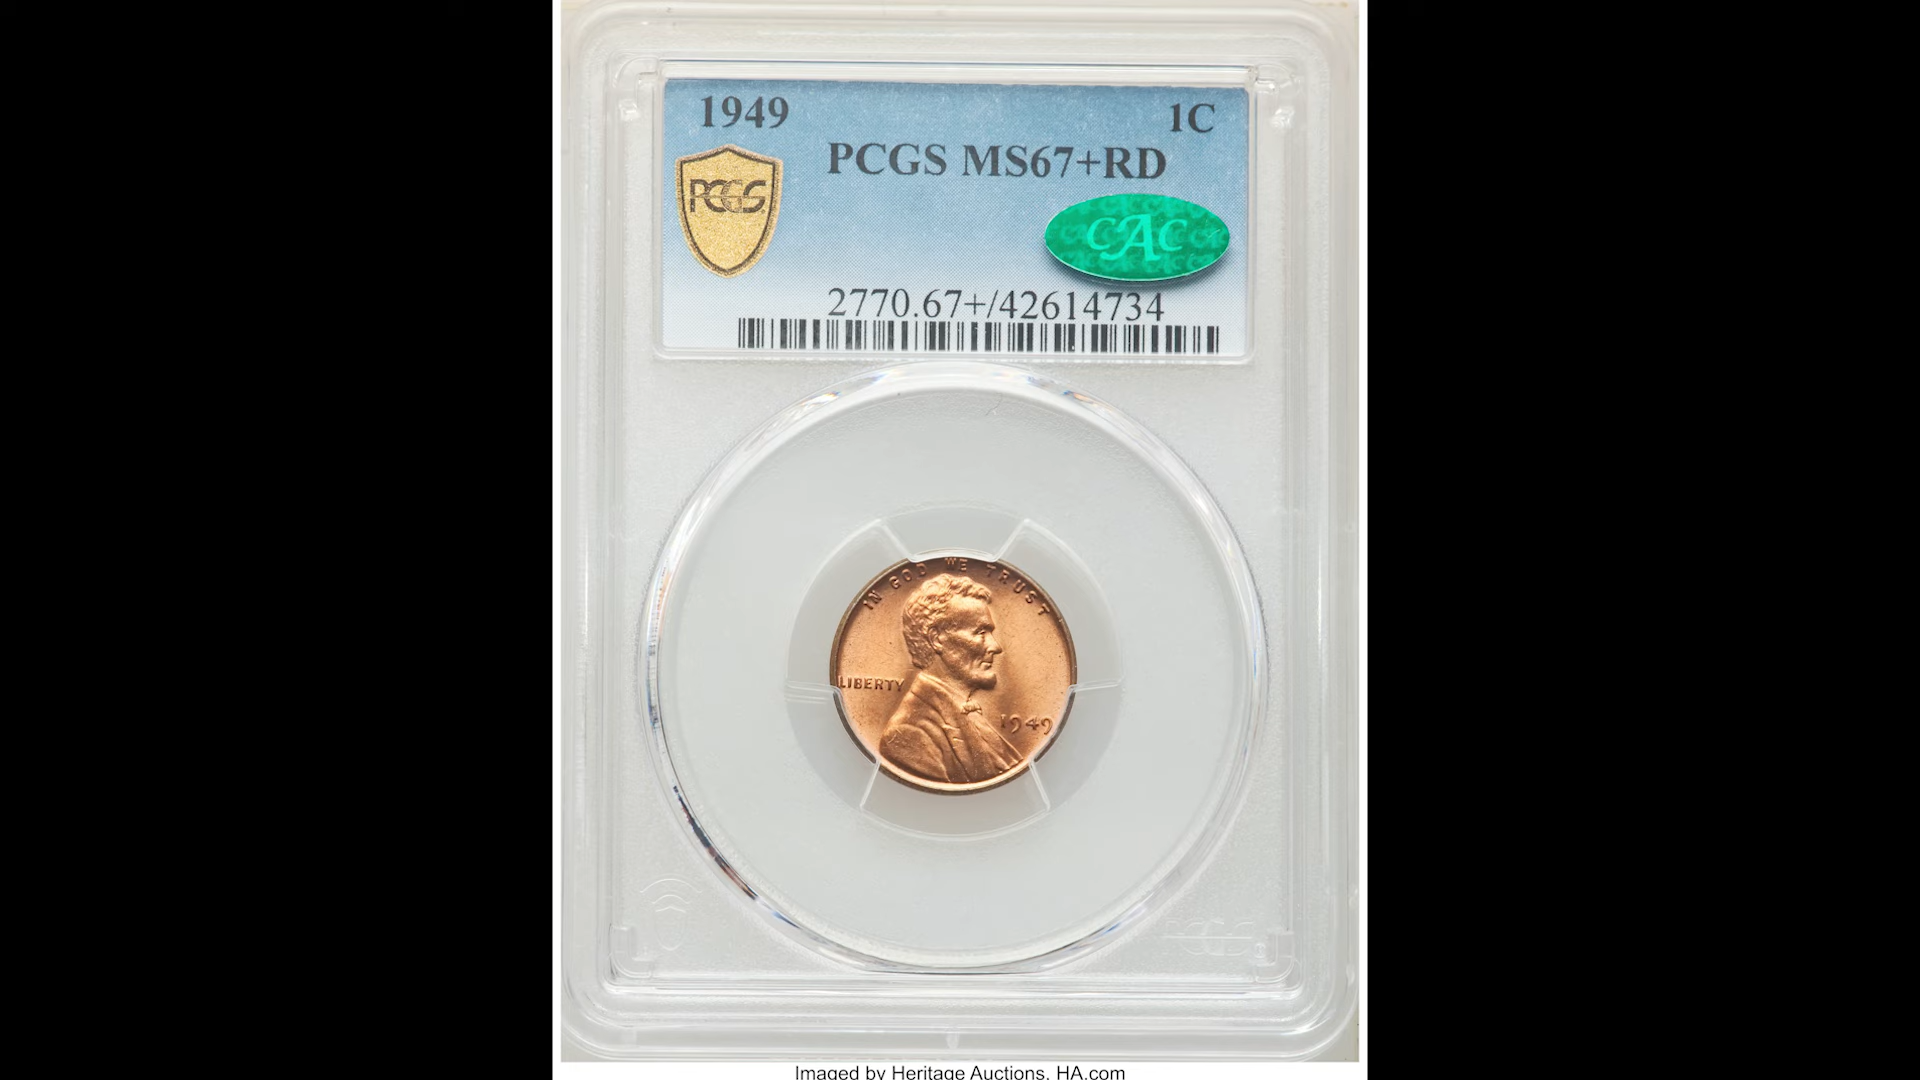 1949 1C
PCGS MS67+RD
PCGS
CAC
2770.67+/42614734
IN GOD WE TRUST
LIBERTY
1949
PCGS
Imaged by Heritage Auctions, HA.com